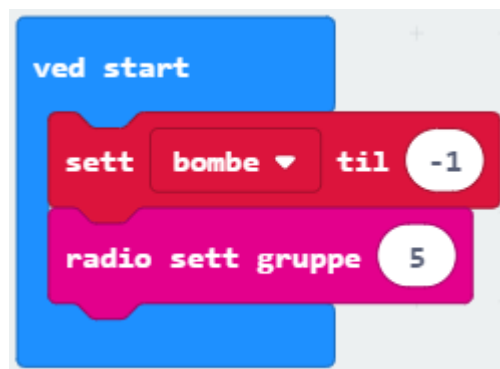 ved start
sett bombe til -1
radio sett gruppe 5